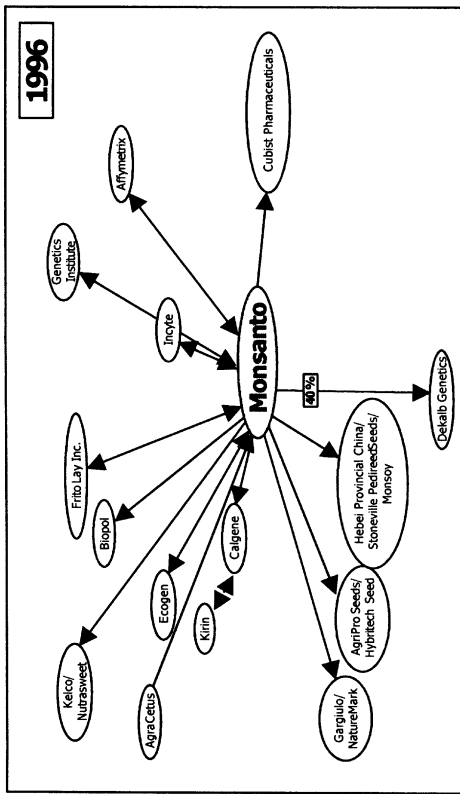 1996
Cubist Pharmaceuticals
Affymetrix
Genetics
Institute
Incyte
Monsanto
40%
Dekalb Genetics
Frito Lay Inc.
Biopol
Kelco/
Nutrasweet
Ecogen
Calgene
Kirin
AgraCetus
Hebei Provincial China/
Stoneville PedireedSeeds/
Monsoy
AgriPro Seeds/
Hybritech Seed
Gargiulo/
NatureMark